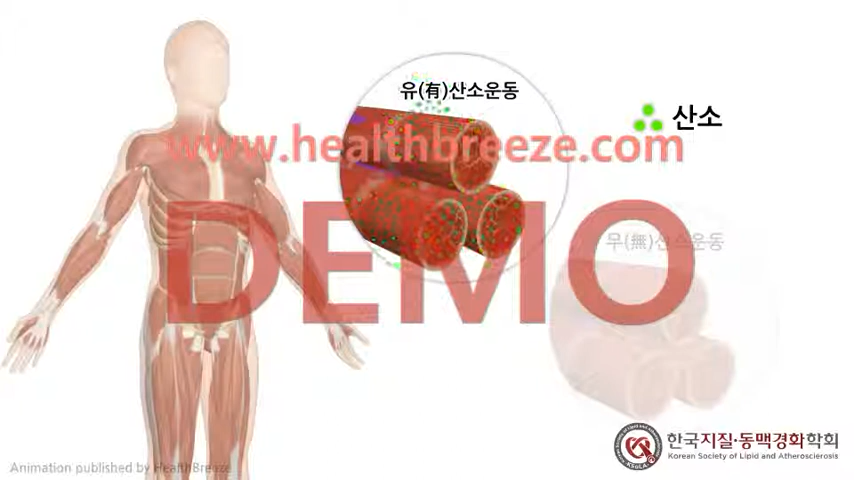 유(有)산소운동
산소
www.healthbreeze.com
DEMO
무(無)산소운동
한국지질·동맥경화학회
Korean Society of Lipid and Atherosclerosis
Animation published by HealthBreeze